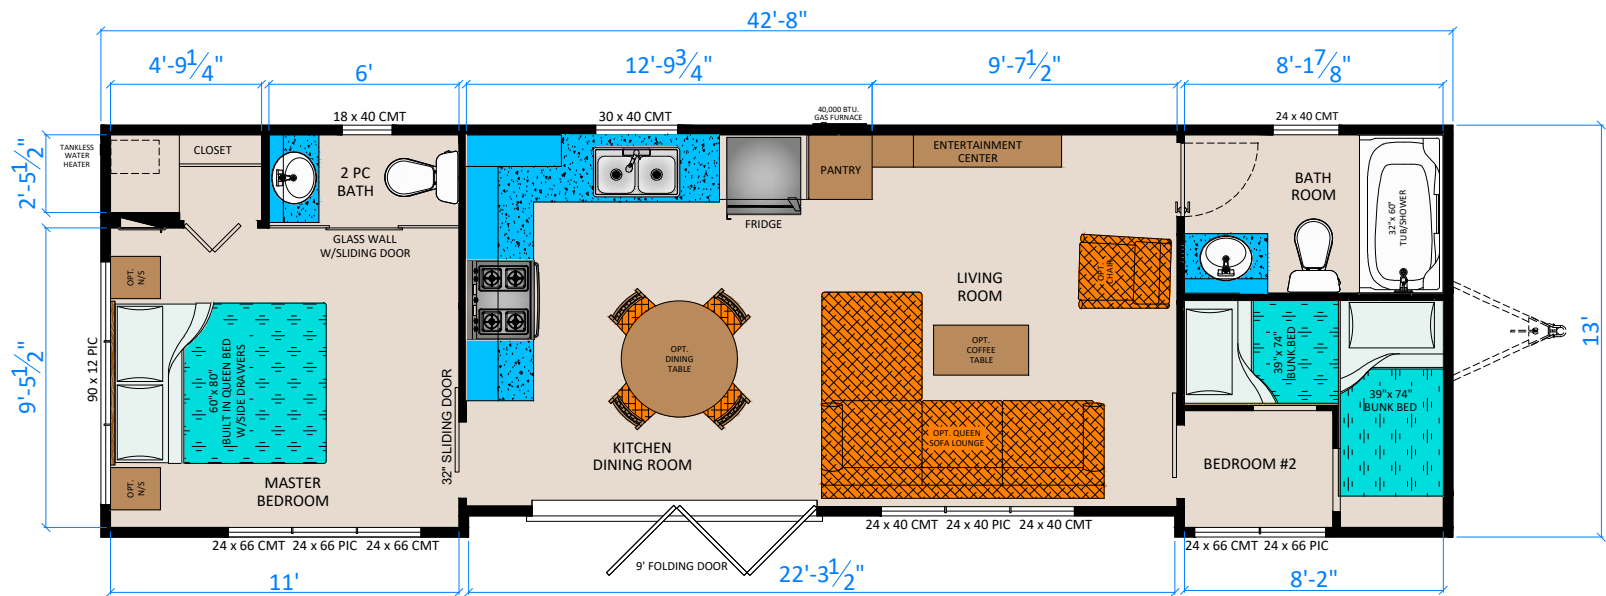 42'-8"
4'-9 1/4"
6'
12'-9 3/4"
9'-7 1/2"
8'-1 7/8"
18 x 40 CMT
30 x 40 CMT
40,000 BTU.
GAS FURNACE
24 x 40 CMT
TANKLESS
WATER
HEATER
2'-5 1/2"
CLOSET
2 PC
BATH
PANTRY
ENTERTAINMENT
CENTER
BATH
ROOM
32"x 60"
TUB/SHOWER
FRIDGE
GLASS WALL
W/SLIDING DOOR
OPT.
N/S
LIVING
ROOM
OPT.
CHAIR
13'
9'-5 1/2"
90 x 12 PIC
60"x 80"
BUILT IN QUEEN BED
W/SIDE DRAWERS
OPT.
DINING
TABLE
OPT.
COFFEE
TABLE
39"x 74"
BUNK BED
39"x 74"
BUNK BED
32" SLIDING DOOR
KITCHEN
DINING ROOM
OPT. QUEEN
SOFA LOUNGE
BEDROOM #2
OPT.
N/S
MASTER
BEDROOM
24 x 66 CMT
24 x 66 PIC
24 x 66 CMT
9' FOLDING DOOR
24 x 40 CMT
24 x 40 PIC
24 x 40 CMT
24 x 66 CMT
24 x 66 PIC
11'
22'-3 1/2"
8'-2"